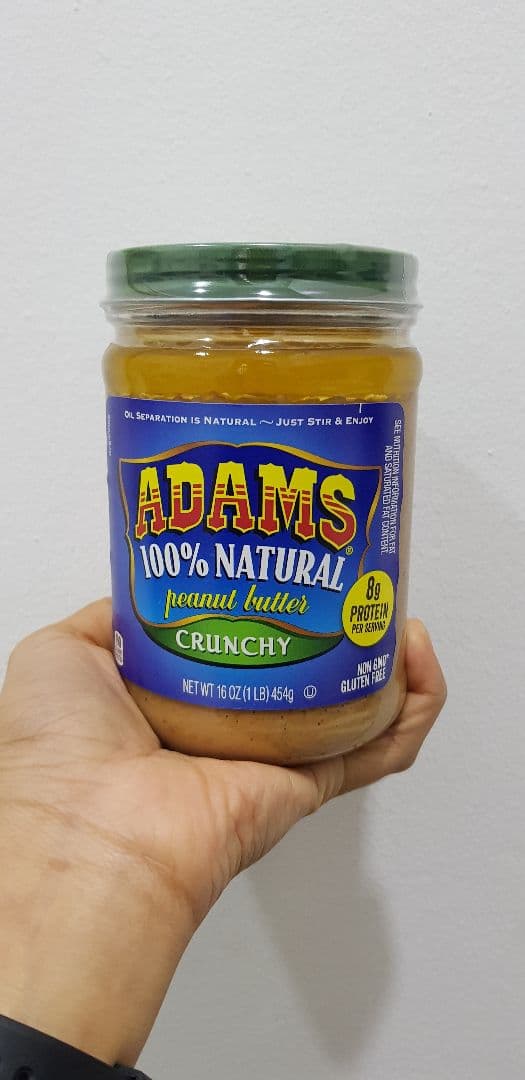 OIL SEPARATION IS NATURAL ~ JUST STIR & ENJOY
ADAMS®
100% NATURAL
peanut butter
CRUNCHY
NET WT 16 OZ (1 LB) 454g U
8g
PROTEIN
PER SERVING
NON GMO
GLUTEN FREE
SEE NUTRITION INFORMATION FOR FAT
AND SATURATED FAT CONTENT.